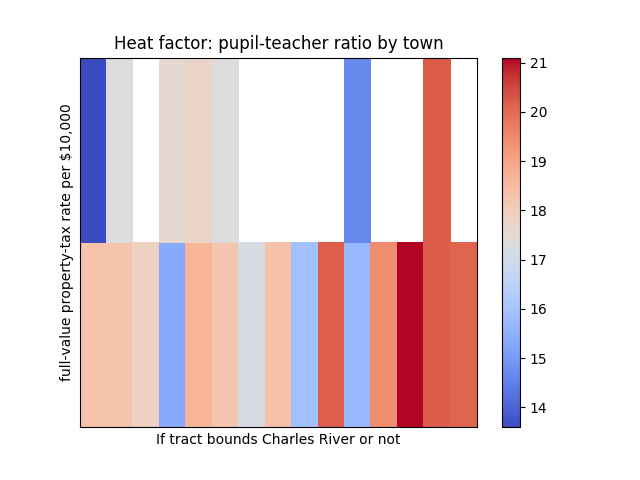 Heat factor: pupil-teacher ratio by town
full-value property-tax rate per $10,000
If tract bounds Charles River or not
21
20
19
18
17
16
15
14